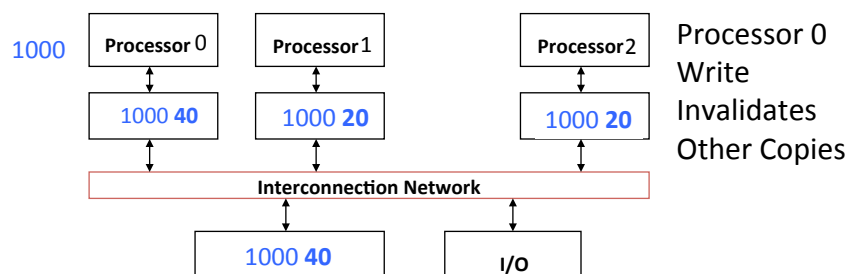 Processor 0
Processor 1
Processor 2
1000
1000 40
1000 20
1000 20
Interconnection Network
1000 40
I/O
Processor 0
Write
Invalidates
Other Copies